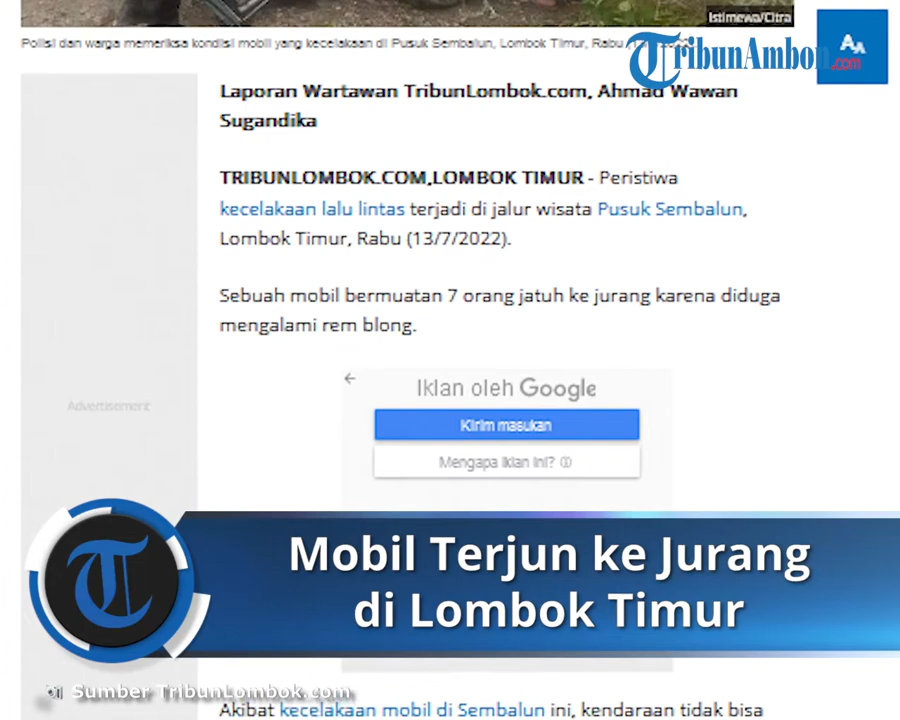 Istimewa/Citra
Polisi dan warga memeriksa kondisi mobil yang kecelakaan di Pusuk Sembalun, Lombok Timur, Rabu
TribunAmbon.com
AA
Laporan Wartawan TribunLombok.com, Ahmad Wawan
Sugandika
TRIBUNLOMBOK.COM,LOMBOK TIMUR - Peristiwa
kecelakaan lalu lintas terjadi di jalur wisata Pusuk Sembalun,
Lombok Timur, Rabu (13/7/2022).
Sebuah mobil bermuatan 7 orang jatuh ke jurang karena diduga
mengalami rem blong.
Advertisement
Iklan oleh Google
Kirim masukan
Mengapa iklan ini?
Mobil Terjun ke Jurang
di Lombok Timur
T
Sumber TribunLombok.com
Akibat kecelakaan mobil di Sembalun ini, kendaraan tidak bisa